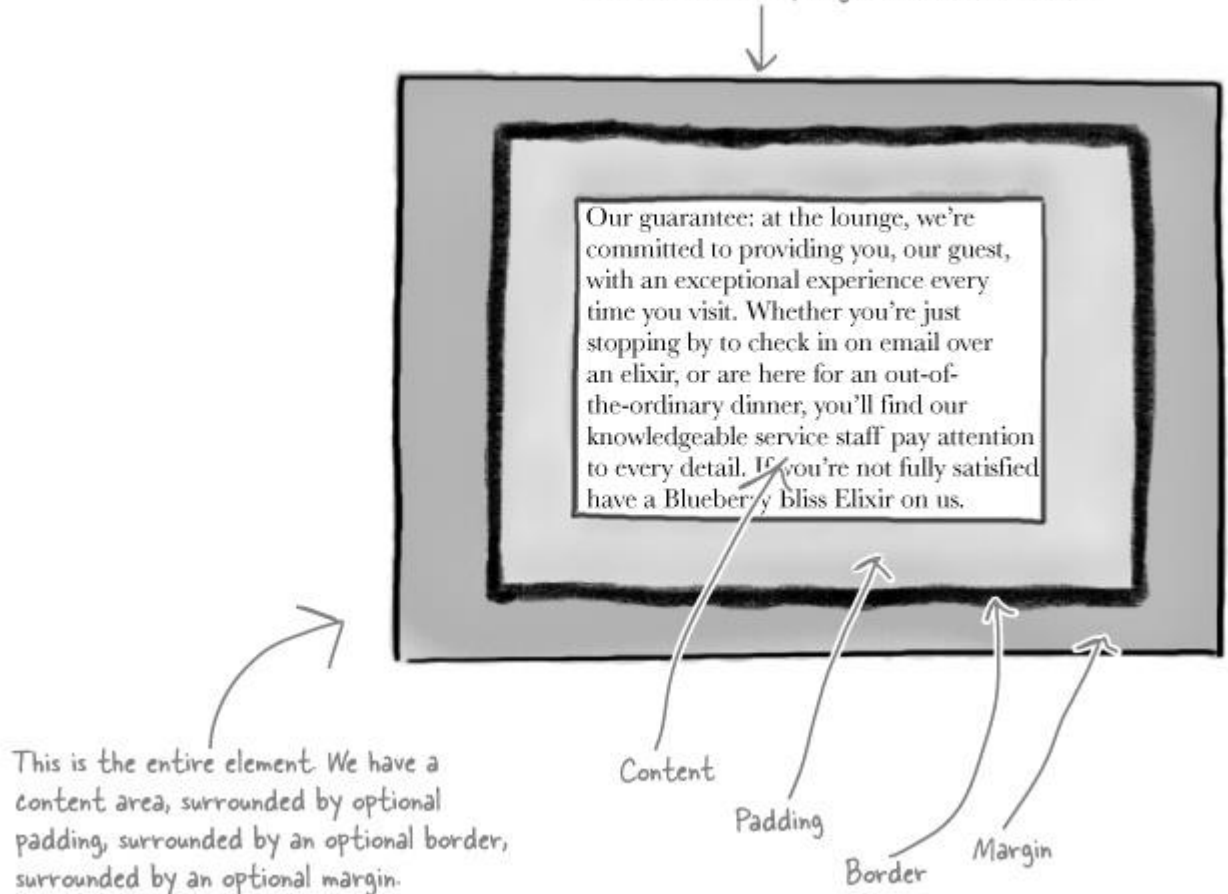 Our guarantee: at the lounge, we're
committed to providing you, our guest,
with an exceptional experience every
time you visit. Whether you're just
stopping by to check in on email over
an elixir, or are here for an out-of-
the-ordinary dinner, you'll find our
knowledgeable service staff pay attention
to every detail. If you're not fully satisfied
have a Blueberry Bliss Elixir on us.
This is the entire element. We have a
content area, surrounded by optional
padding, surrounded by an optional border,
surrounded by an optional margin.
Content
Padding
Border
Margin